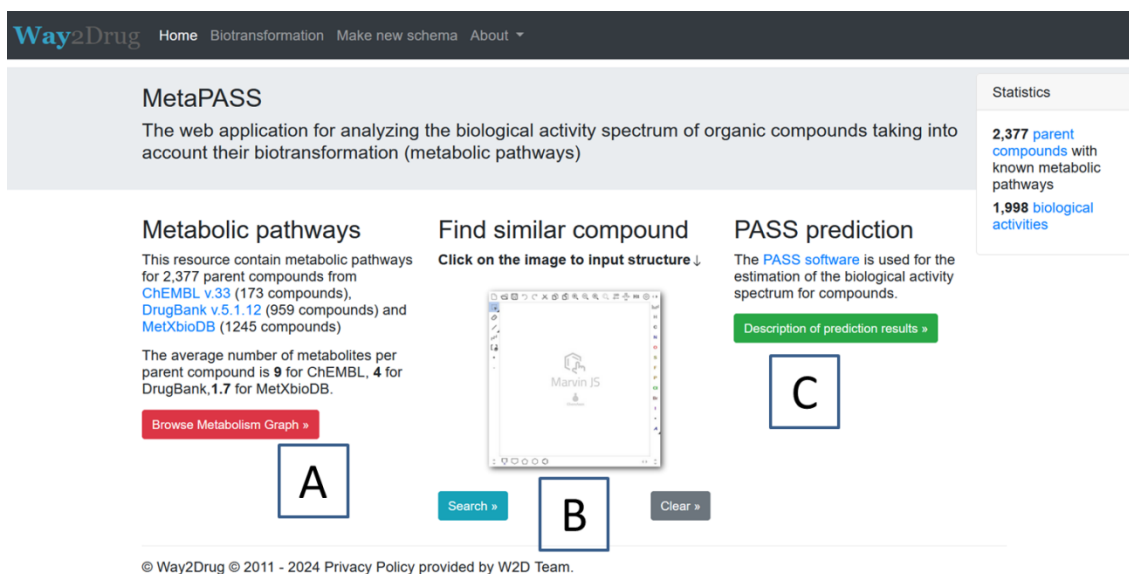 Way2Drug Home Biotransformation Make new schema About
MetaPASS
The web application for analyzing the biological activity spectrum of organic compounds taking into
account their biotransformation (metabolic pathways)
Statistics
2,377 parent
compounds with
known metabolic
pathways
1,998 biological
activities
Metabolic pathways
This resource contain metabolic pathways
for 2,377 parent compounds from
ChEMBL v.33 (173 compounds),
DrugBank v.5.1.12 (959 compounds) and
MetXbioDB (1245 compounds)
The average number of metabolites per
parent compound is 9 for ChEMBL, 4 for
DrugBank,1.7 for MetXbioDB.
Browse Metabolism Graph »
A
Find similar compound
Click on the image to input structure↓
Marvin JS
Search »
B
Clear »
PASS prediction
The PASS software is used for the
estimation of the biological activity
spectrum for compounds.
Description of prediction results »
C
© Way2Drug © 2011 - 2024 Privacy Policy provided by W2D Team.